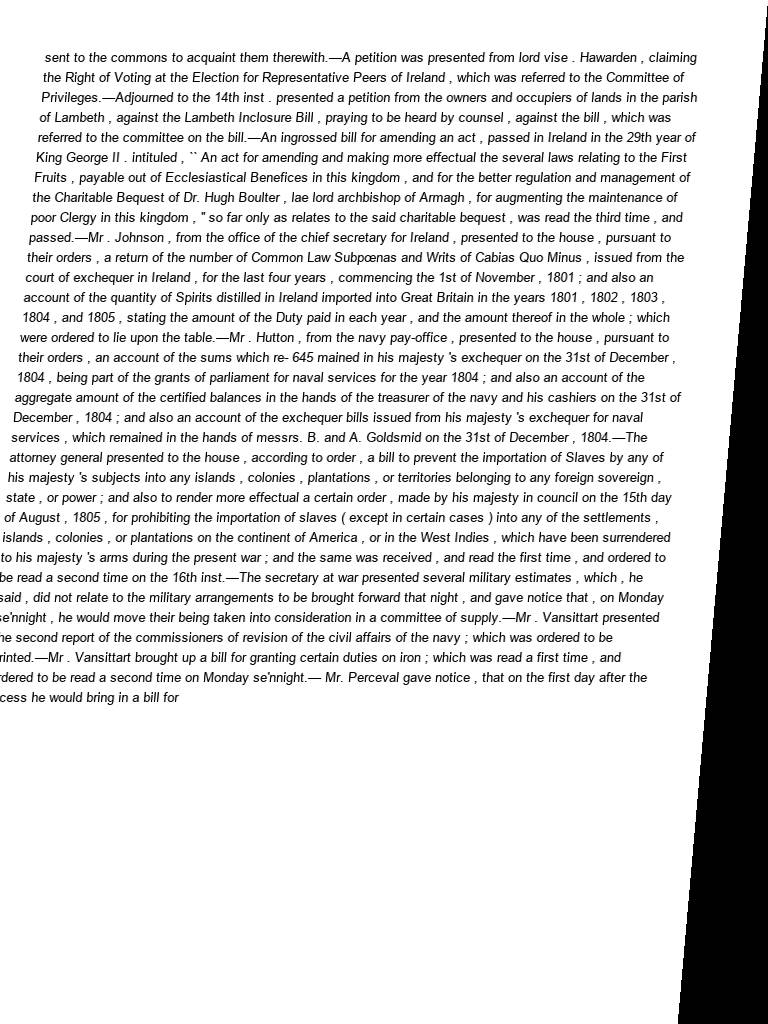 sent to the commons to acquaint them therewith.—A petition was presented from lord vise . Hawarden , claiming
the Right of Voting at the Election for Representative Peers of Ireland , which was referred to the Committee of
Privileges.—Adjourned to the 14th inst . presented a petition from the owners and occupiers of lands in the parish
of Lambeth , against the Lambeth Inclosure Bill , praying to be heard by counsel , against the bill , which was
referred to the committee on the bill.—An ingrossed bill for amending an act , passed in Ireland in the 29th year of
King George II . intituled , `` An act for amending and making more effectual the several laws relating to the First
Fruits , payable out of Ecclesiastical Benefices in this kingdom , and for the better regulation and management of
the Charitable Bequest of Dr. Hugh Boulter , lae lord archbishop of Armagh , for augmenting the maintenance of
poor Clergy in this kingdom , " so far only as relates to the said charitable bequest , was read the third time , and
passed.—Mr . Johnson , from the office of the chief secretary for Ireland , presented to the house , pursuant to
their orders , a return of the number of Common Law Subpœnas and Writs of Cabias Quo Minus , issued from the
court of exchequer in Ireland , for the last four years , commencing the 1st of November , 1801 ; and also an
account of the quantity of Spirits distilled in Ireland imported into Great Britain in the years 1801 , 1802 , 1803 ,
1804 , and 1805 , stating the amount of the Duty paid in each year , and the amount thereof in the whole ; which
were ordered to lie upon the table.—Mr . Hutton , from the navy pay-office , presented to the house , pursuant to
their orders , an account of the sums which re- 645 mained in his majesty 's exchequer on the 31st of December ,
1804 , being part of the grants of parliament for naval services for the year 1804 ; and also an account of the
aggregate amount of the certified balances in the hands of the treasurer of the navy and his cashiers on the 31st of
December , 1804 ; and also an account of the exchequer bills issued from his majesty 's exchequer for naval
services , which remained in the hands of messrs. B. and A. Goldsmid on the 31st of December , 1804.—The
attorney general presented to the house , according to order , a bill to prevent the importation of Slaves by any of
his majesty 's subjects into any islands , colonies , plantations , or territories belonging to any foreign sovereign ,
state , or power ; and also to render more effectual a certain order , made by his majesty in council on the 15th day
of August , 1805 , for prohibiting the importation of slaves ( except in certain cases ) into any of the settlements ,
islands , colonies , or plantations on the continent of America , or in the West Indies , which have been surrendered
to his majesty 's arms during the present war ; and the same was received , and read the first time , and ordered to
be read a second time on the 16th inst.—The secretary at war presented several military estimates , which , he
said , did not relate to the military arrangements to be brought forward that night , and gave notice that , on Monday
se'nnight , he would move their being taken into consideration in a committee of supply.—Mr . Vansittart presented
he second report of the commissioners of revision of the civil affairs of the navy ; which was ordered to be
rinted.—Mr . Vansittart brought up a bill for granting certain duties on iron ; which was read a first time , and
rdered to be read a second time on Monday se'nnight.— Mr. Perceval gave notice , that on the first day after the
cess he would bring in a bill for